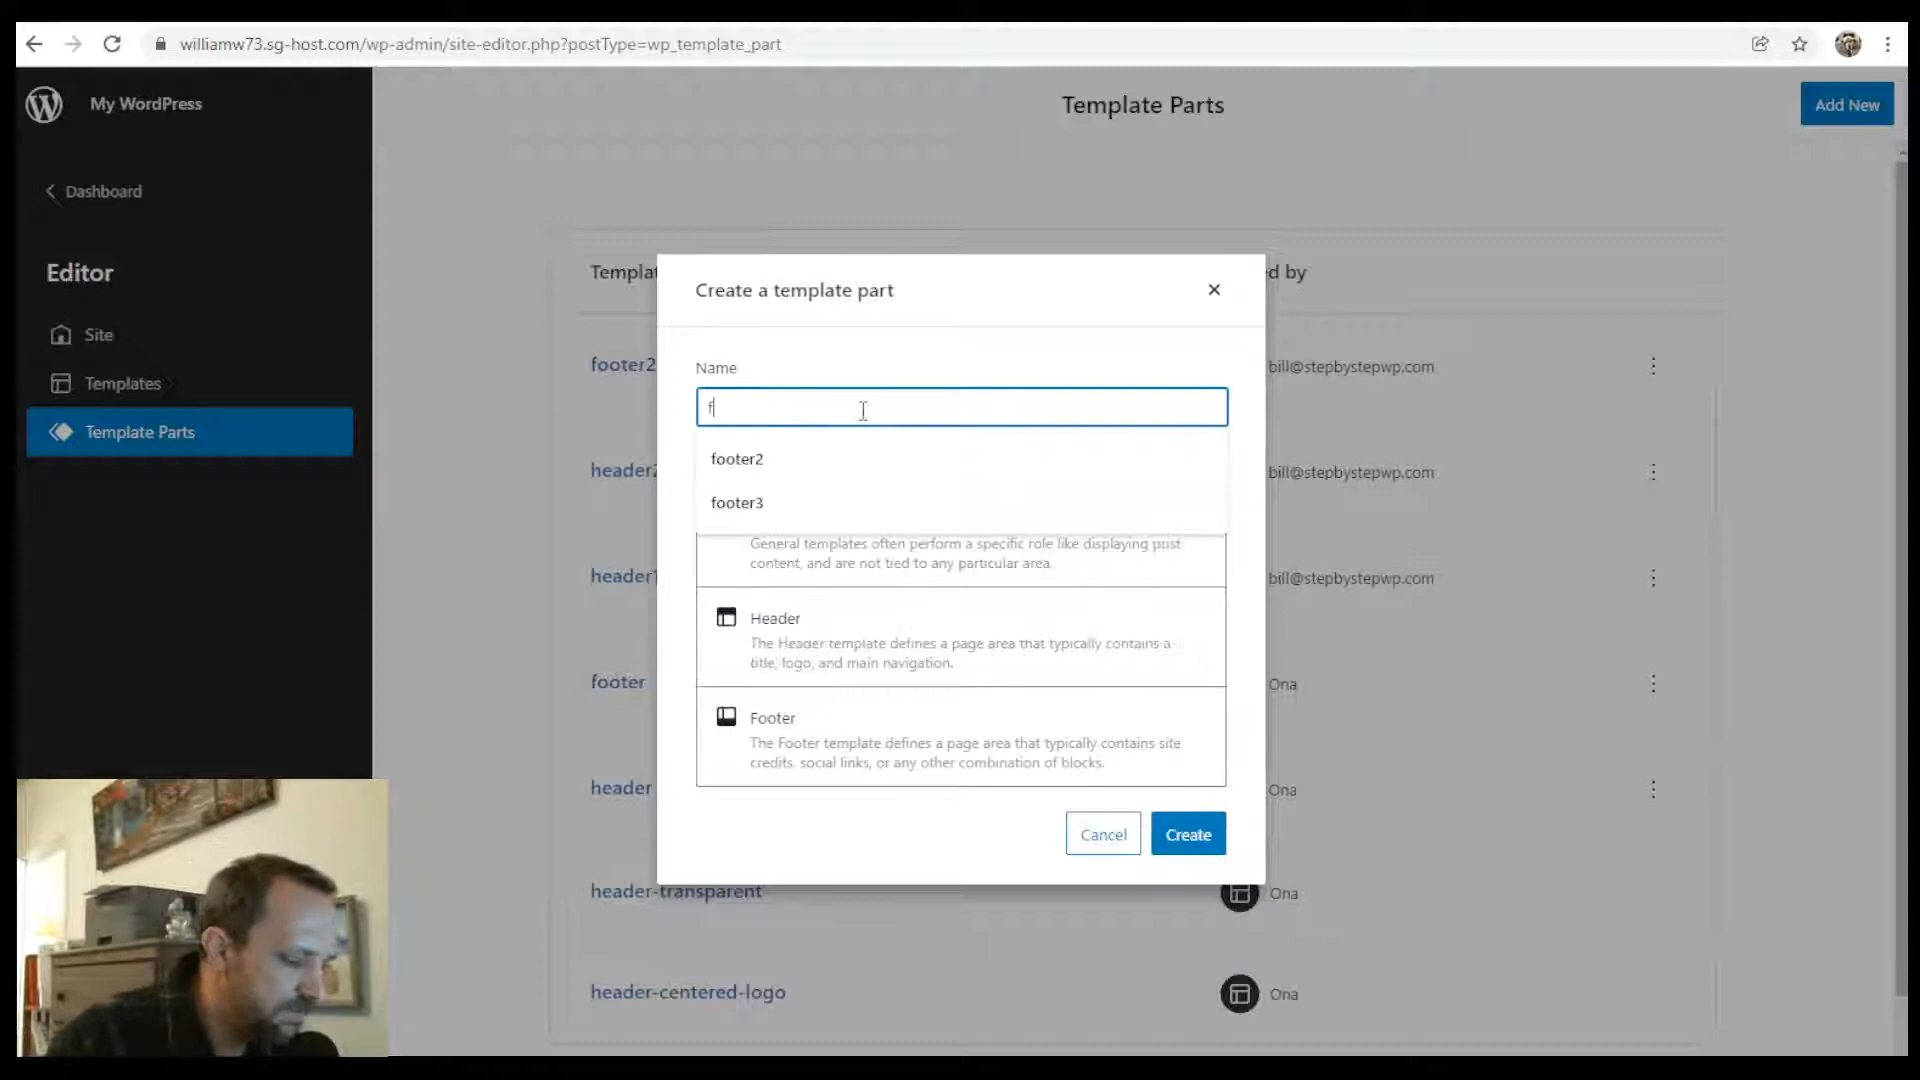 williamw73.sg-host.com/wp-admin/site-editor.php?postType=wp_template_part
My WordPress
Template Parts
Add New
Dashboard
Editor
Site
Templates
Template Parts
Templat
ed by
Create a template part
Name
f
footer2
footer3
General templates often perform a specific role like displaying post
content, and are not tied to any particular area.
Header
The Header template defines a page area that typically contains a
title, logo, and main navigation.
Footer
The Footer template defines a page area that typically contains site
credits, social links, or any other combination of blocks.
Cancel
Create
footer2
bill@stepbystepwp.com
header2
bill@stepbystepwp.com
header1
bill@stepbystepwp.com
footer
Ona
header
Ona
header-transparent
Ona
header-centered-logo
Ona